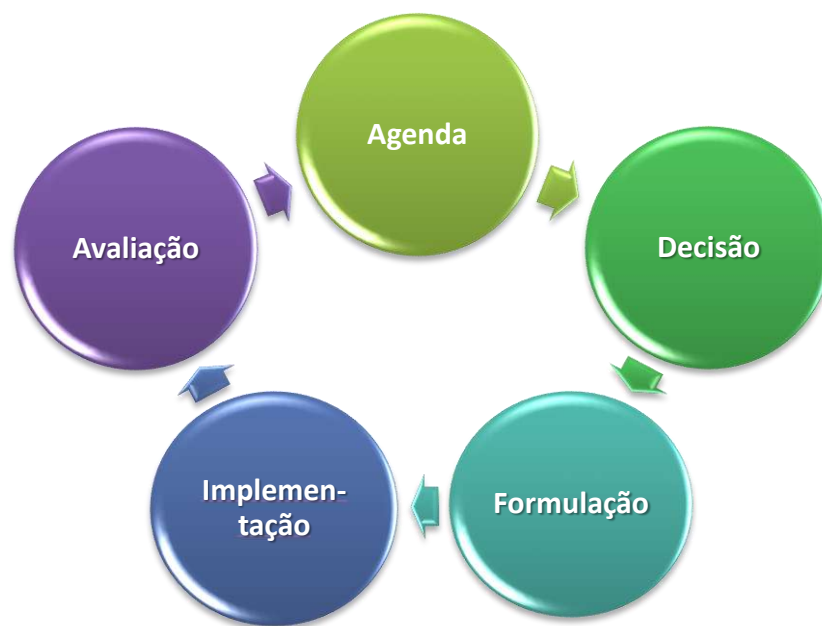 Agenda
Decisão
Formulação
Implemen-
tação
Avaliação